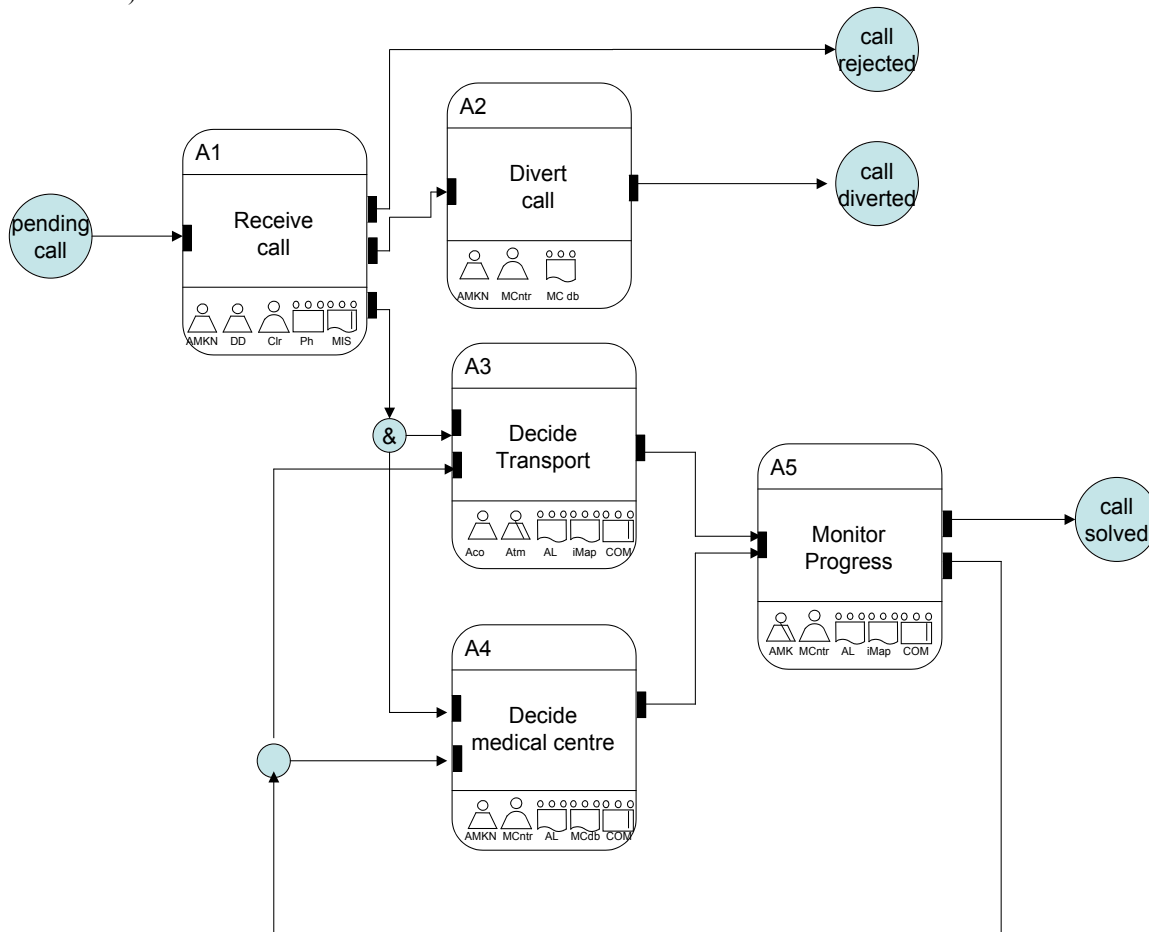 )
call
rejected
A2
A1
Divert
call
call
diverted
pending
call
Receive
call
AMKN MCntr MC db
AMKN DD Clr Ph MIS
A3
&
Decide
Transport
A5
call
solved
Monitor
Progress
Aco Atm AL iMap COM
A4
AMK MCntr AL iMap COM
Decide
medical centre
AMKN MCntr AL MCdb COM